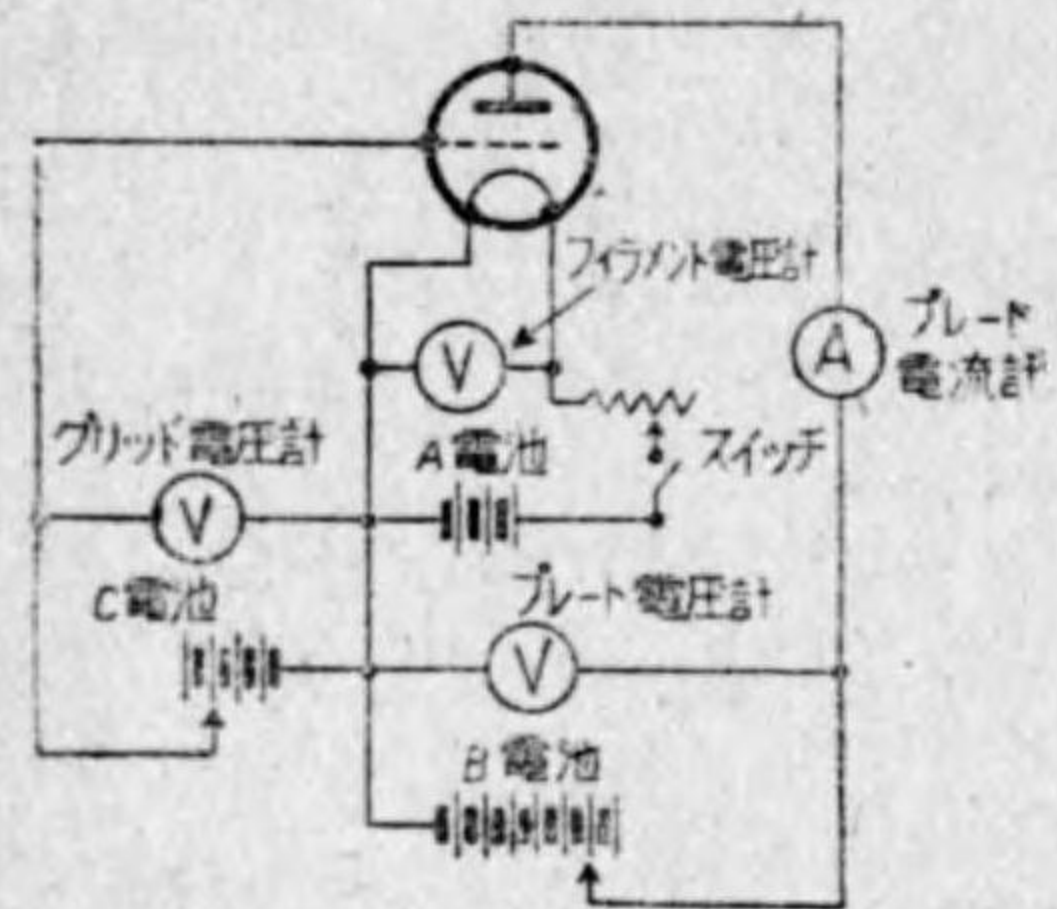 フィラメント電圧計
V
A
プレート
電流計
グリッド電圧計
A電池
スイッチ
V
C電池
プレート電圧計
V
B電池